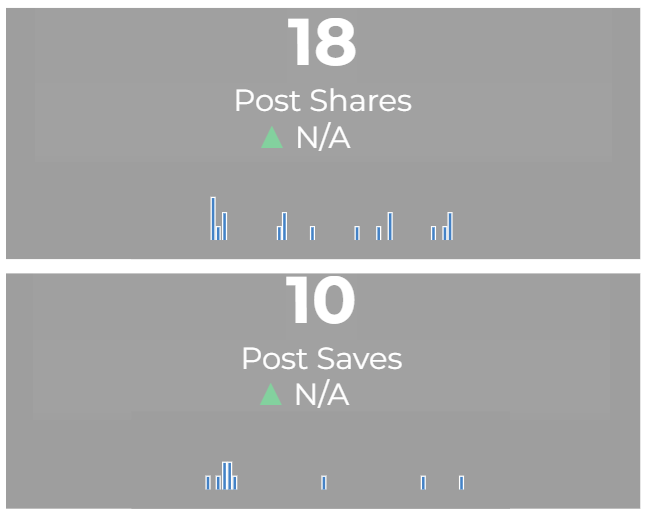 18
Post Shares
▲ N/A
10
Post Saves
▲ N/A